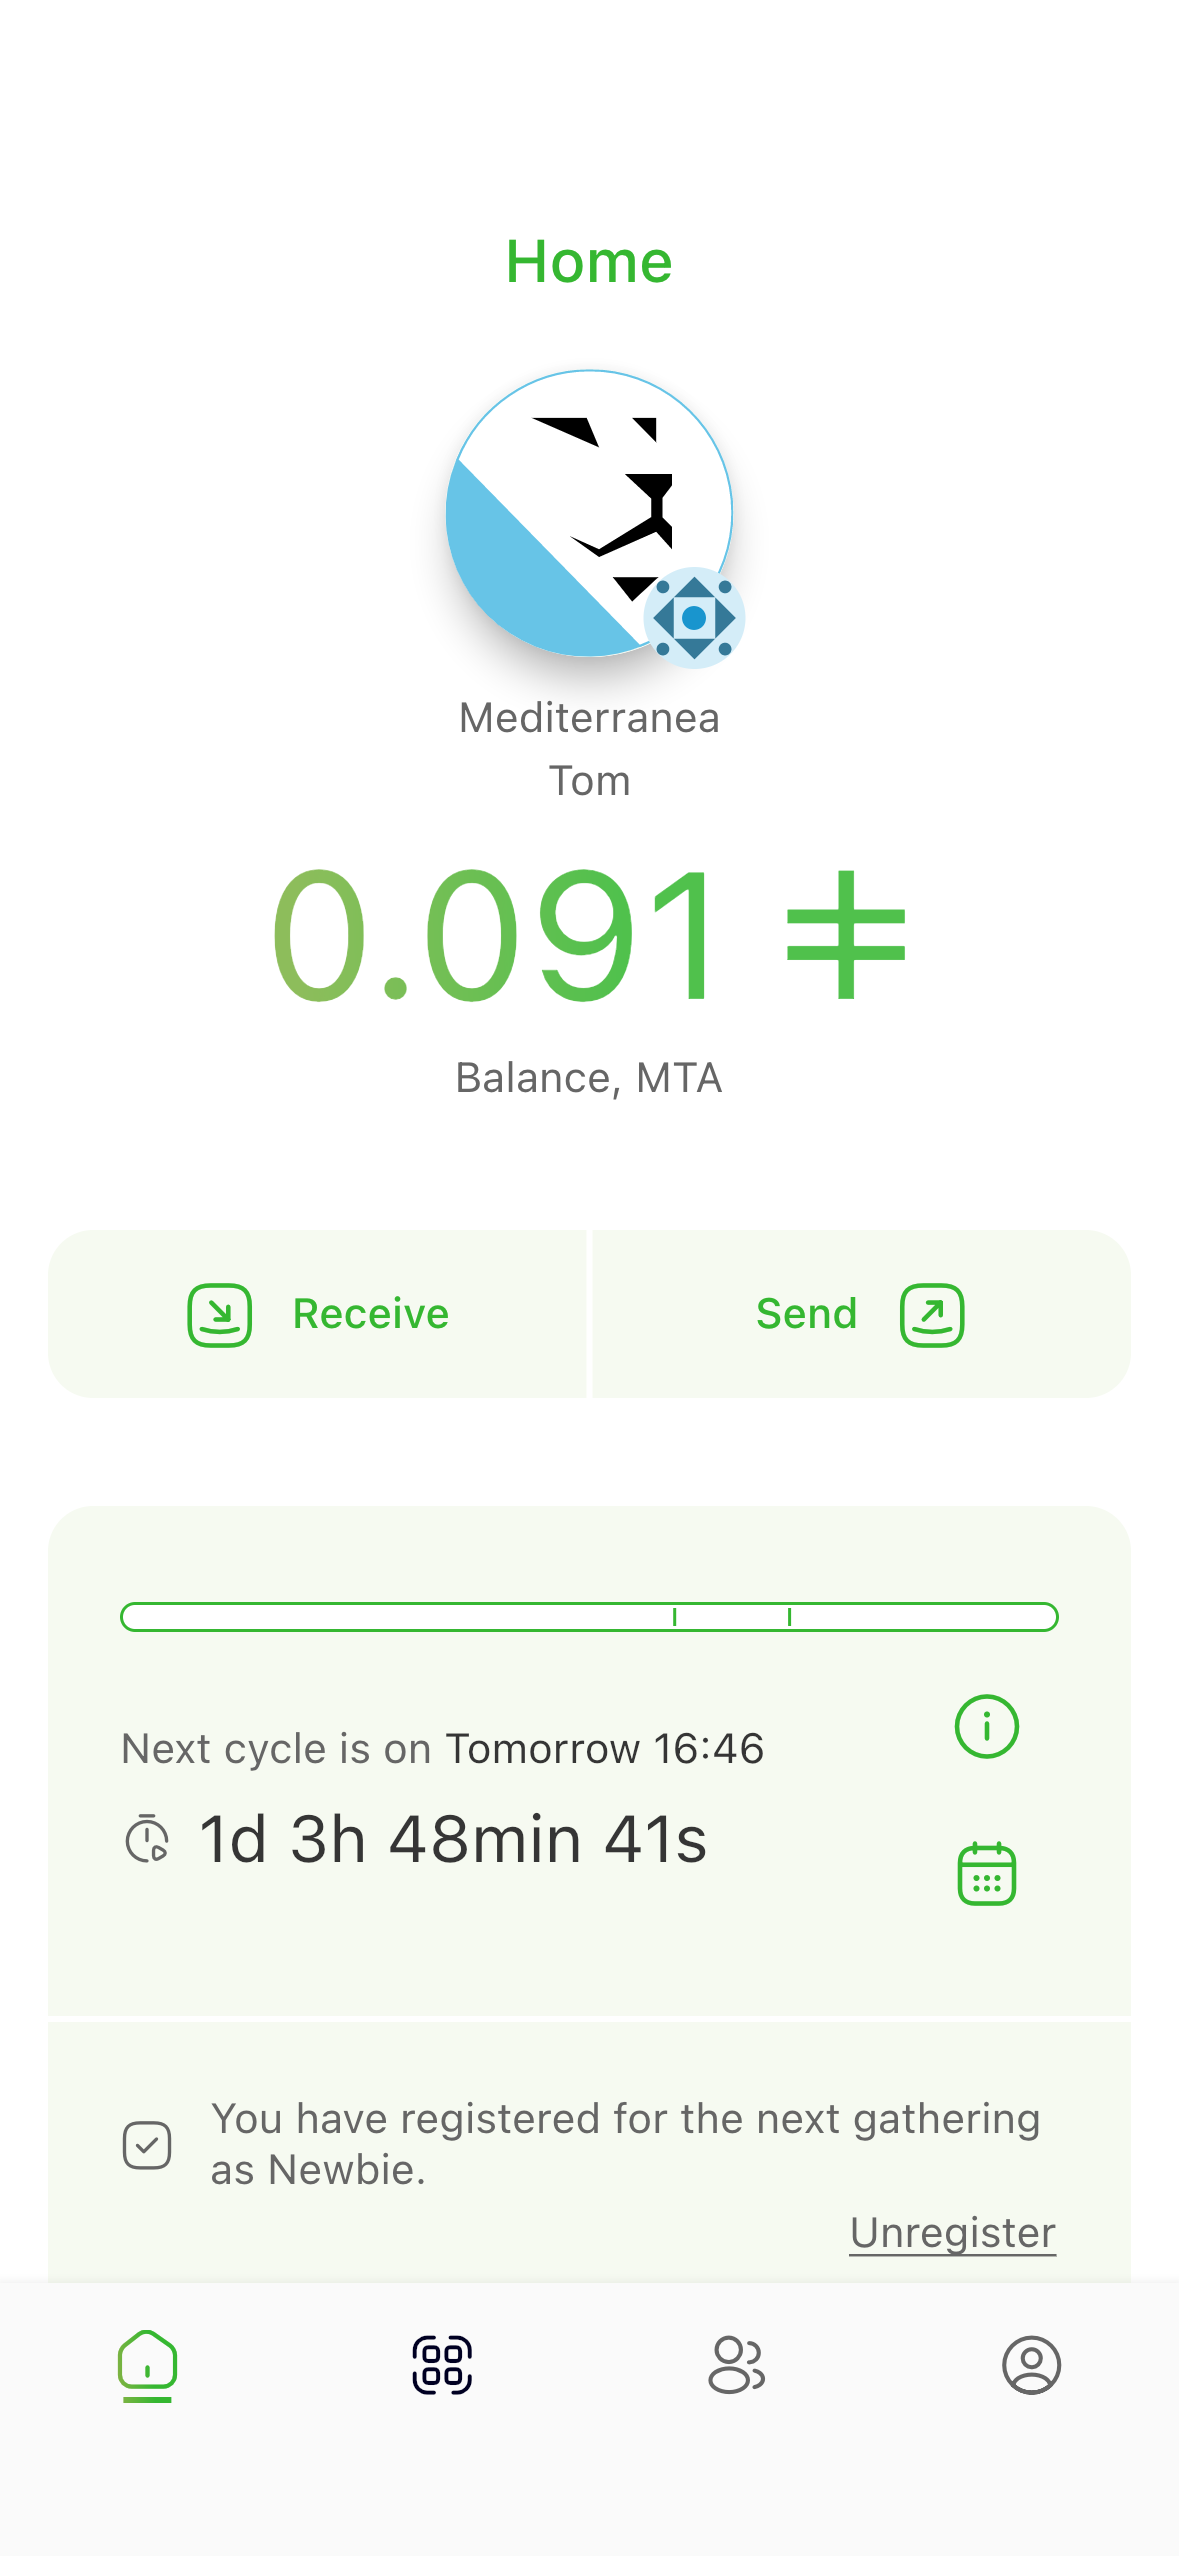 Home
Mediterranea
Tom
0.091 ⧧
Balance, MTA
Receive
Send
Next cycle is on Tomorrow 16:46
1d 3h 48min 41s
You have registered for the next gathering
as Newbie.
Unregister